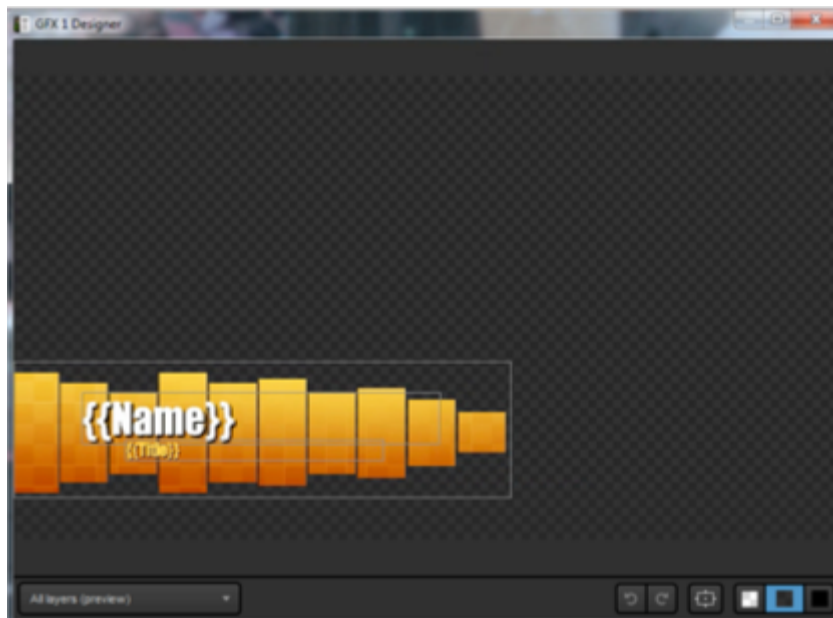 GFX 1 Designer
{{Name}}
{{Title}}
All layers (preview)